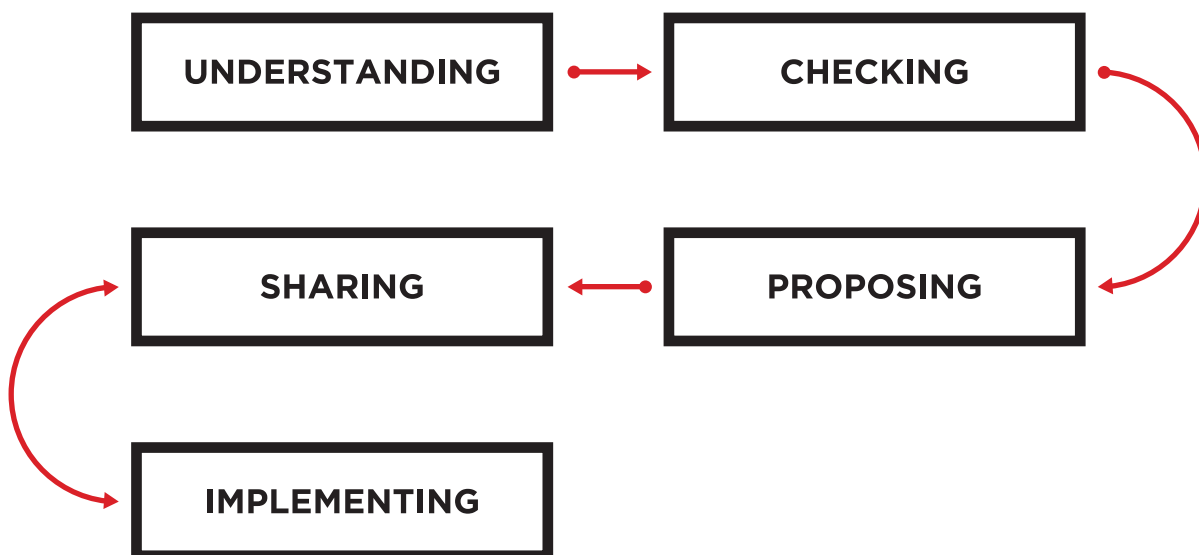 UNDERSTANDING
CHECKING
PROPOSING
SHARING
IMPLEMENTING